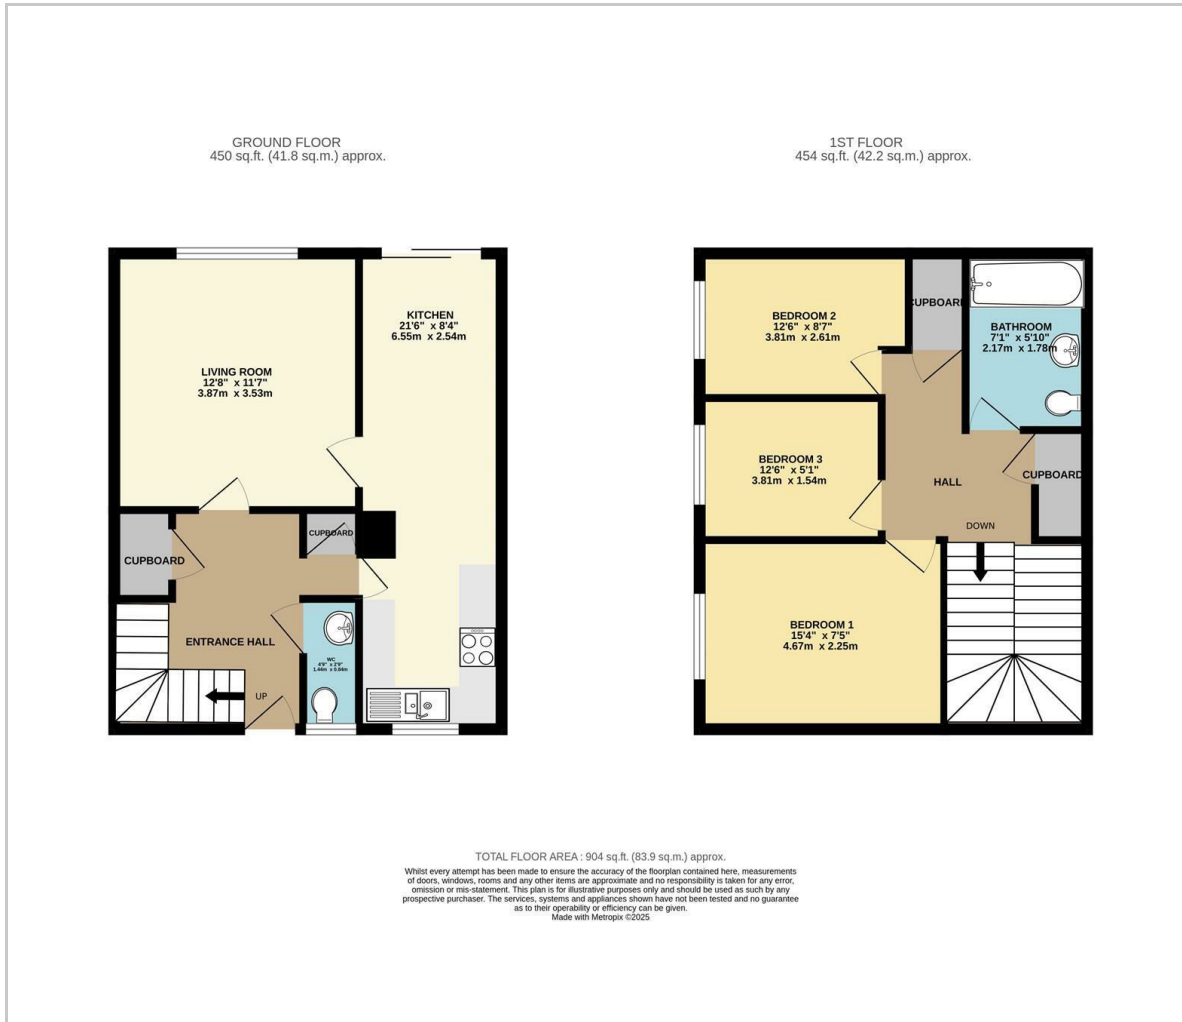 GROUND FLOOR
450 sq.ft. (41.8 sq.m.) approx.
1ST FLOOR
454 sq.ft. (42.2 sq.m.) approx.
LIVING ROOM
12'8" x 11'7"
3.87m x 3.53m
KITCHEN
21'6" x 8'4"
6.55m x 2.54m
CUPBOARD
CUPBOARD
ENTRANCE HALL
WC
4'9" x 2'9"
UP
BEDROOM 2
12'6" x 8'7"
3.81m x 2.61m
CUPBOARD
BATHROOM
7'1" x 5'10"
2.17m x 1.78m
BEDROOM 3
12'6" x 5'1"
3.81m x 1.54m
HALL
CUPBOARD
DOWN
BEDROOM 1
15'4" x 7'5"
4.67m x 2.25m
TOTAL FLOOR AREA : 904 sq.ft. (83.9 sq.m.) approx.
Whilst every attempt has been made to ensure the accuracy of the floorplan contained here, measurements
of doors, windows, rooms and any other items are approximate and no responsibility is taken for any error,
omission or mis-statement. This plan is for illustrative purposes only and should be used as such by any
prospective purchaser. The services, systems and appliances shown have not been tested and no guarantee
as to their operability or efficiency can be given.
Made with Metropix ©2025